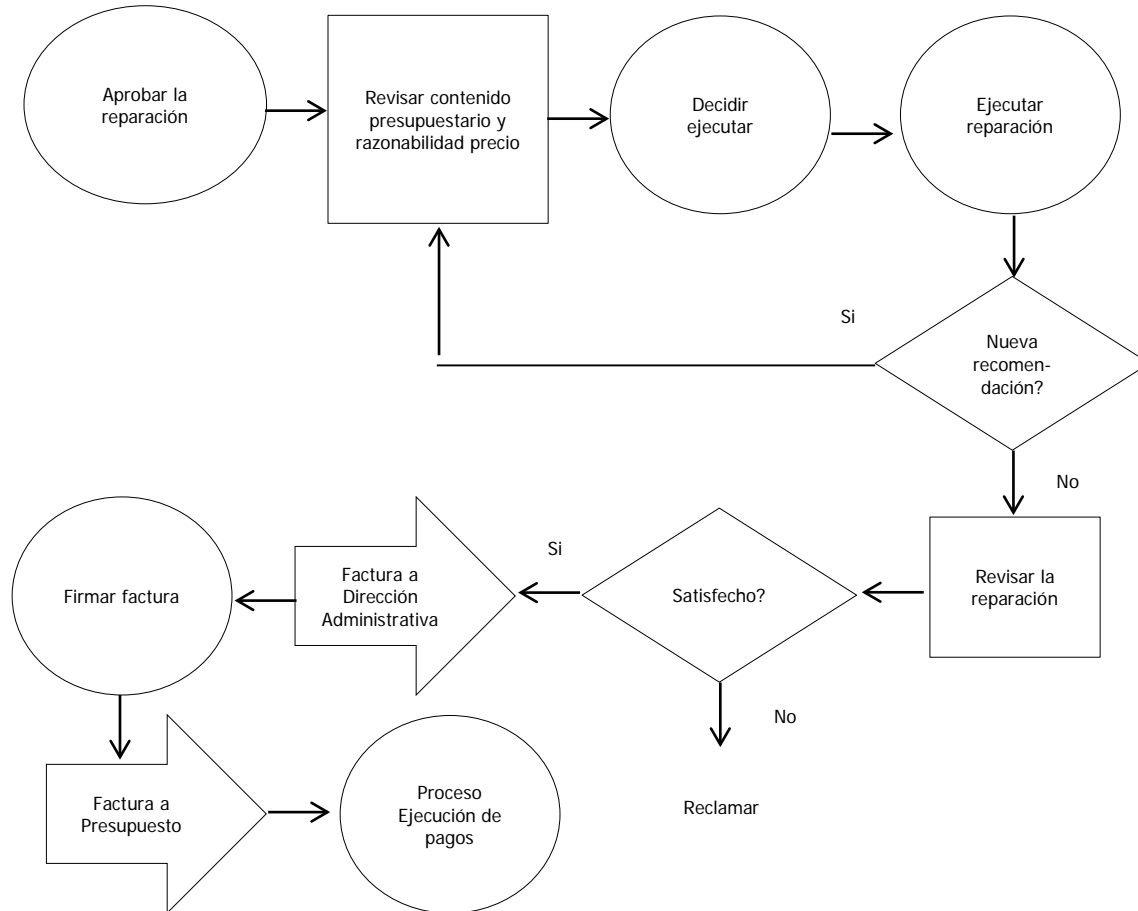 Aprobar la
reparación
Revisar contenido
presupuestario y
razonabilidad precio
Decidir
ejecutar
Ejecutar
reparación
Si
Nueva
recomen-
dación?
No
Revisar la
reparación
Satisfecho?
Si
No
Reclamar
Factura a
Dirección
Administrativa
Firmar factura
Factura a
Presupuesto
Proceso
Ejecución de
pagos